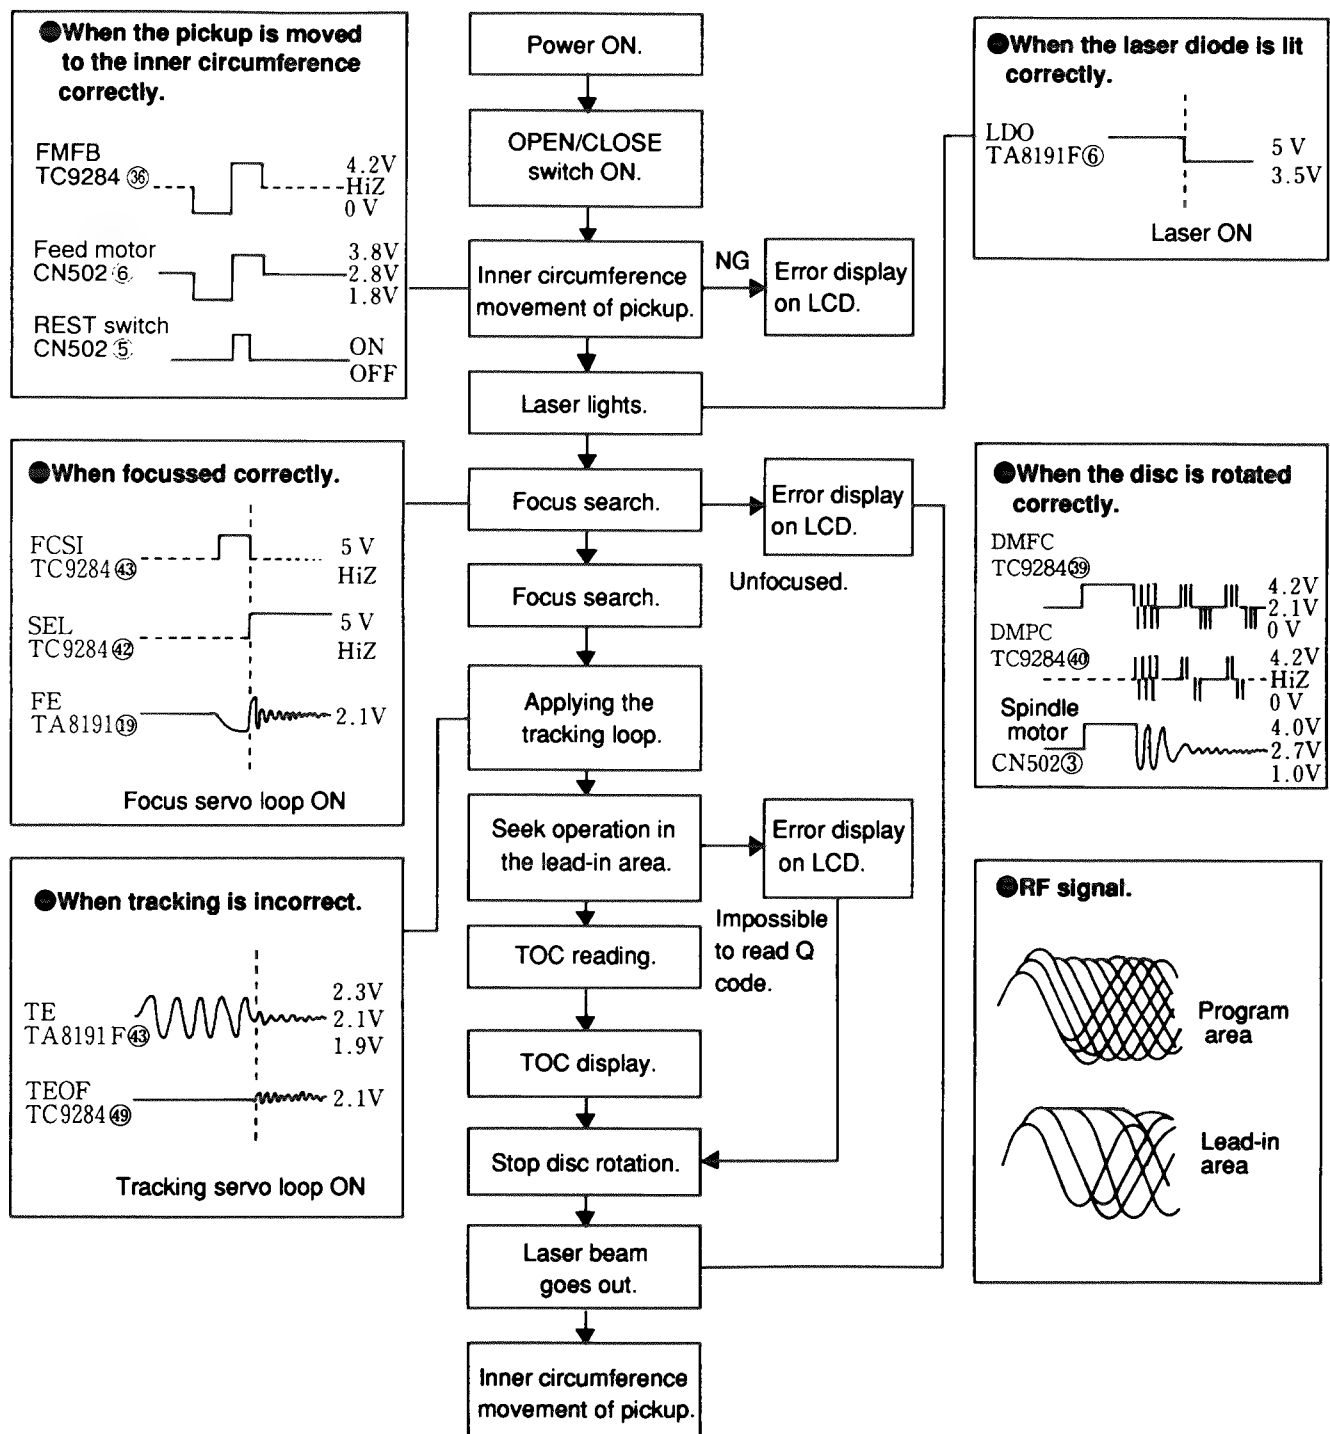 ●When the pickup is moved
to the inner circumference
correctly.
FMFB
TC9284 ㊱
4.2V
HiZ
0 V
Feed motor
CN502 ⑥
3.8V
2.8V
1.8V
REST switch
CN502 ⑤
ON
OFF
●When focussed correctly.
FCSI
TC9284㊸
5 V
HiZ
SEL
TC9284㊷
5 V
HiZ
FE
TA8191⑲
2.1V
Focus servo loop ON
●When tracking is incorrect.
TE
TA8191F㊸
2.3V
2.1V
1.9V
TEOF
TC9284㊾
2.1V
Tracking servo loop ON
Power ON.
OPEN/CLOSE
switch ON.
Inner circumference
movement of pickup.
NG
Error display
on LCD.
Laser lights.
Focus search.
Error display
on LCD.
Unfocused.
Focus search.
Applying the
tracking loop.
Seek operation in
the lead-in area.
Error display
on LCD.
Impossible
to read Q
code.
TOC reading.
TOC display.
Stop disc rotation.
Laser beam
goes out.
Inner circumference
movement of pickup.
●When the laser diode is lit
correctly.
LDO
TA8191F⑥
5 V
3.5V
Laser ON
●When the disc is rotated
correctly.
DMFC
TC9284㊴
4.2V
2.1V
0 V
DMPC
TC9284㊵
4.2V
HiZ
0 V
Spindle
motor
CN502③
4.0V
2.7V
1.0V
●RF signal.
Program
area
Lead-in
area